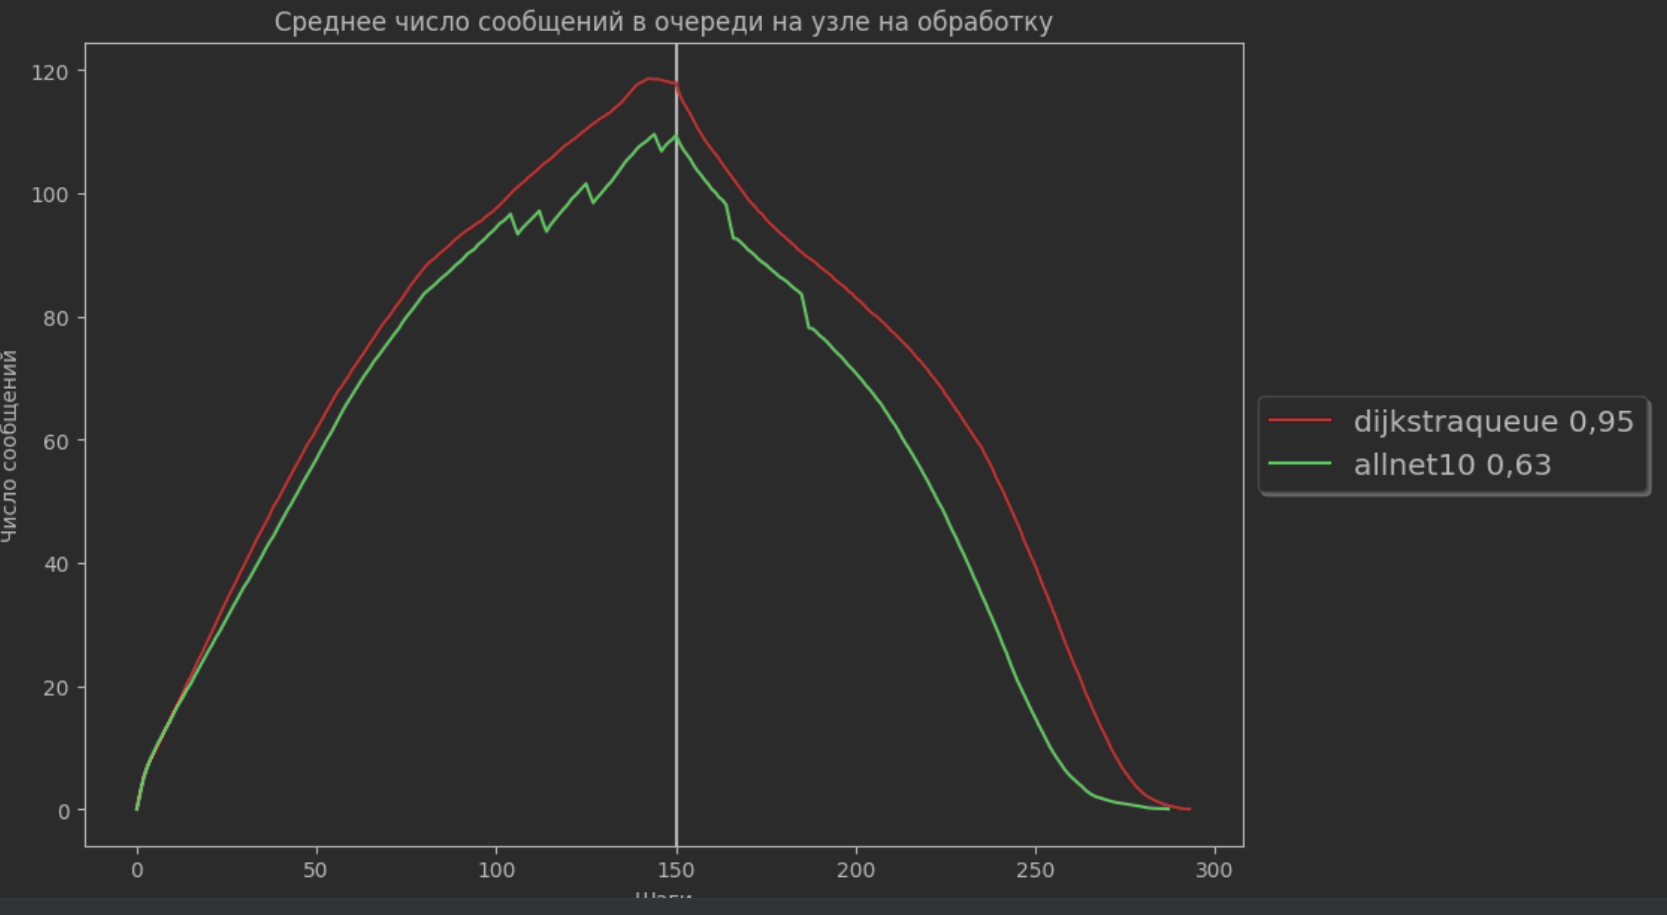 Среднее число сообщений в очереди на узле на обработку
Число сообщений
120
100
80
60
40
20
0
0 50 100 150 200 250 300
Шаги
dijkstraqueue 0,95
allnet10 0,63